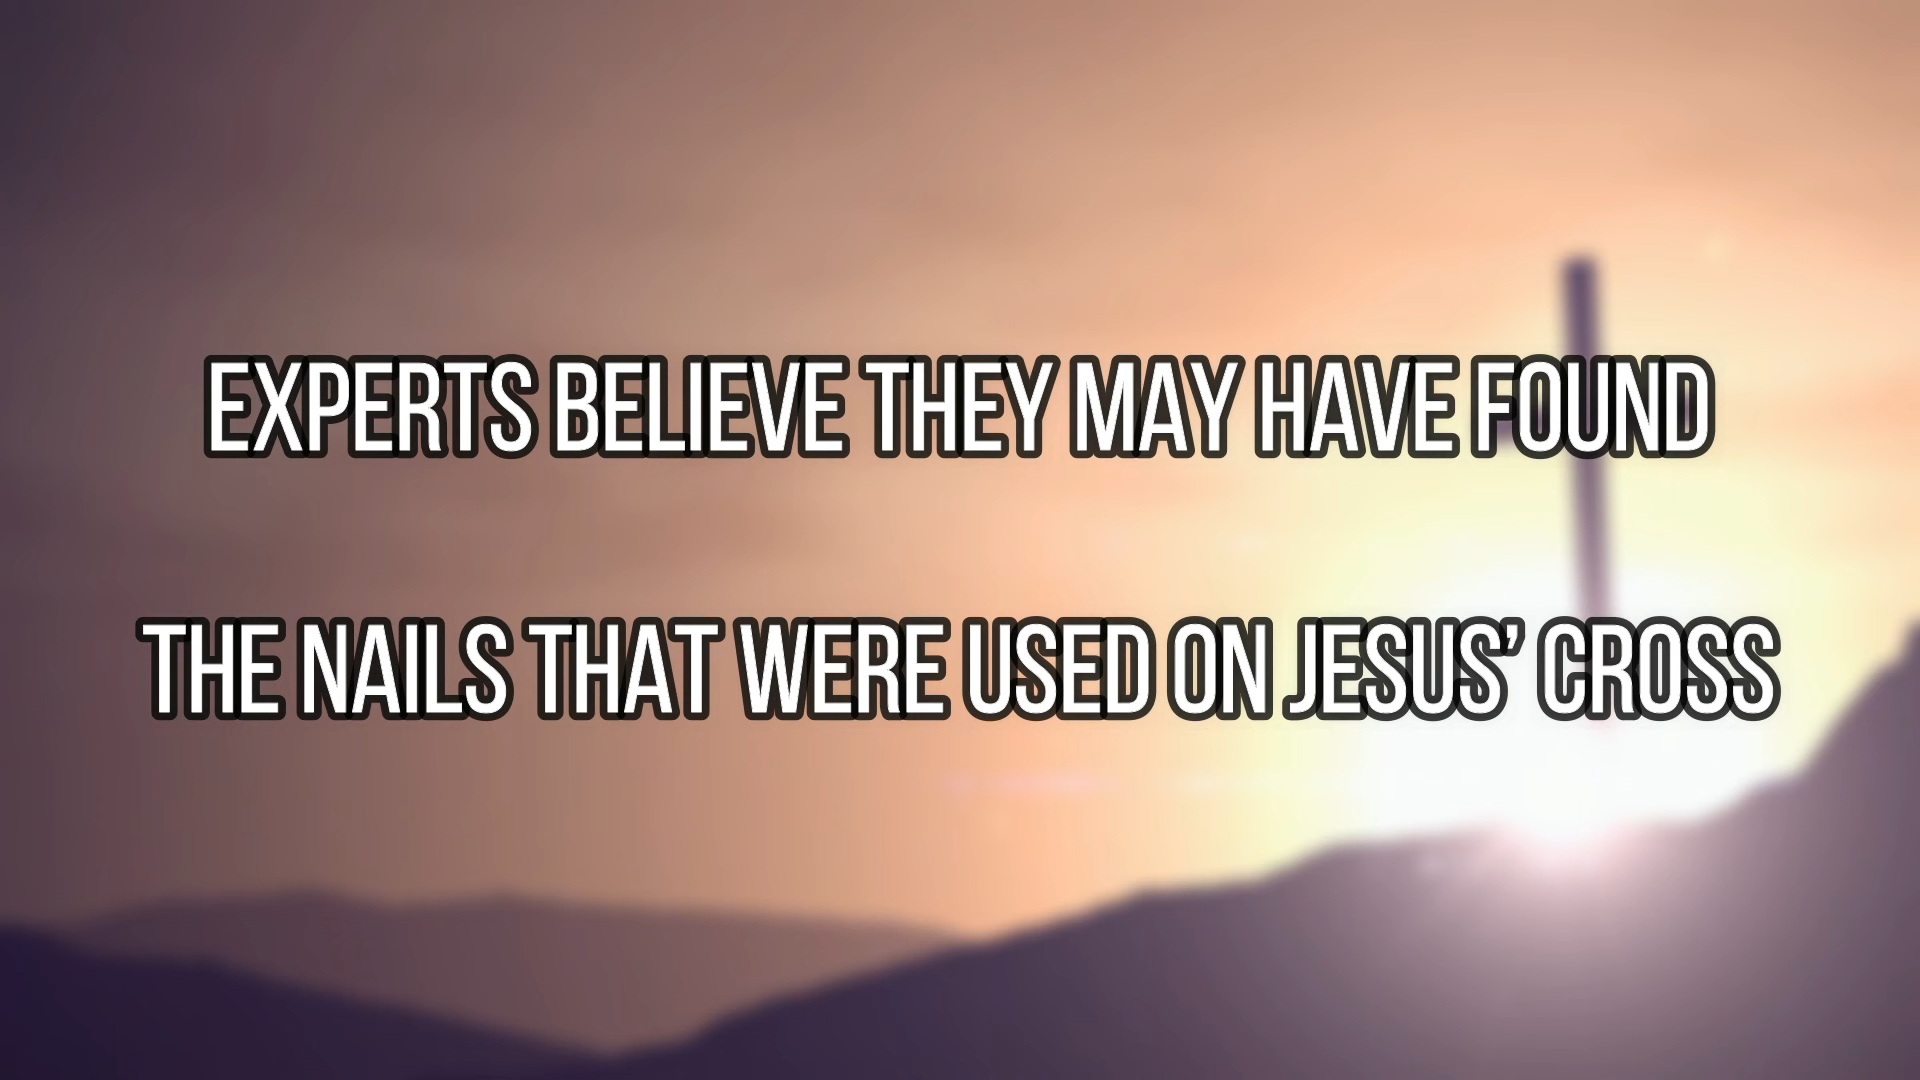 EXPERTS BELIEVE THEY MAY HAVE FOUND
THE NAILS THAT WERE USED ON JESUS’ CROSS